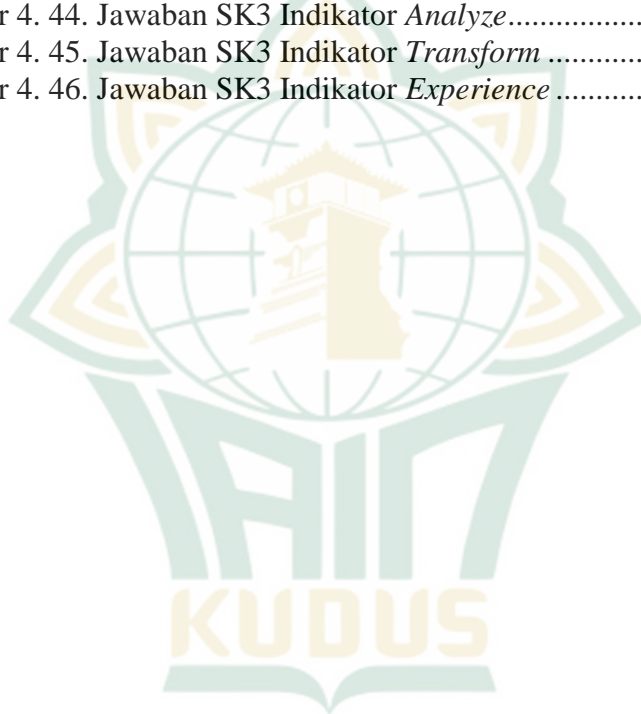 r 4. 44. Jawaban SK3 Indikator Analyze.................
r 4. 45. Jawaban SK3 Indikator Transform ............
r 4. 46. Jawaban SK3 Indikator Experience ...........
IAIN
KUDUS